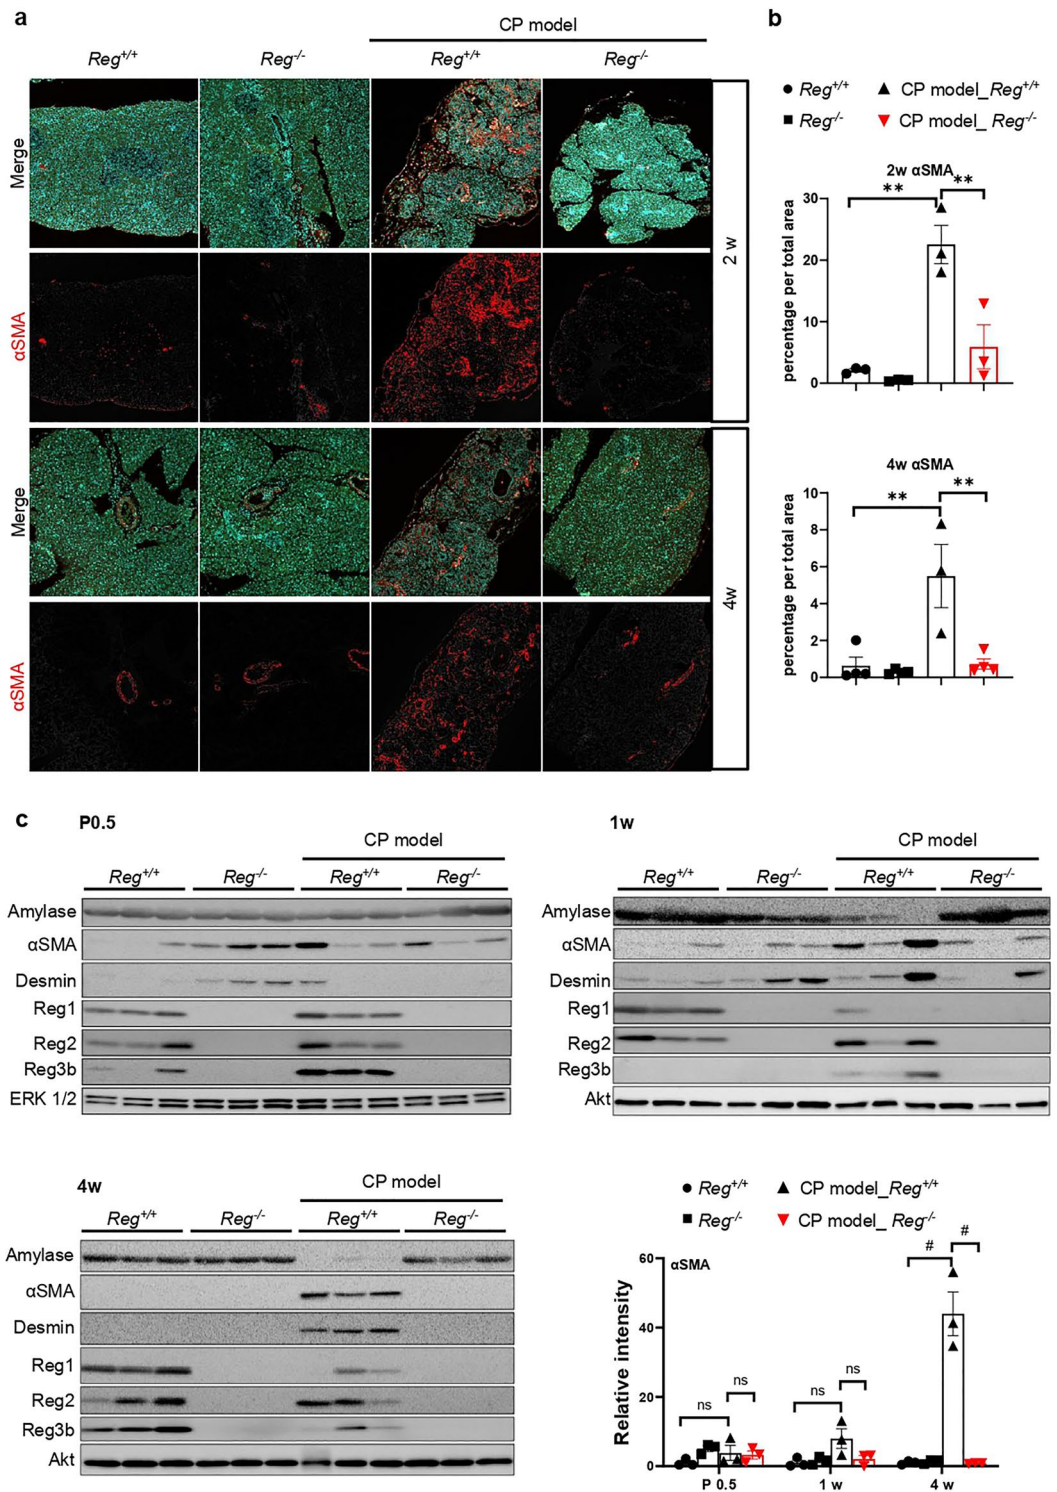 a
CP model
Reg+/+ Reg-/- Reg+/+ Reg-/-
Merge
αSMA
2 w
Merge
αSMA
4w
b
Reg+/+ CP model_Reg+/+
Reg-/- CP model_ Reg-/-
2w αSMA
** **
percentage per total area
30
20
10
0
4w αSMA
** **
percentage per total area
10
8
6
4
2
0
c
P0.5
CP model
Reg+/+ Reg-/- Reg+/+ Reg-/-
Amylase
αSMA
Desmin
Reg1
Reg2
Reg3b
ERK 1/2
1w
CP model
Reg+/+ Reg-/- Reg+/+ Reg-/-
Amylase
αSMA
Desmin
Reg1
Reg2
Reg3b
Akt
4w
CP model
Reg+/+ Reg-/- Reg+/+ Reg-/-
Amylase
αSMA
Desmin
Reg1
Reg2
Reg3b
Akt
Reg+/+ CP model_Reg+/+
Reg-/- CP model_ Reg-/-
αSMA
Relative intensity
60
40
20
0
ns ns
ns ns
# #
P 0.5 1 w 4 w